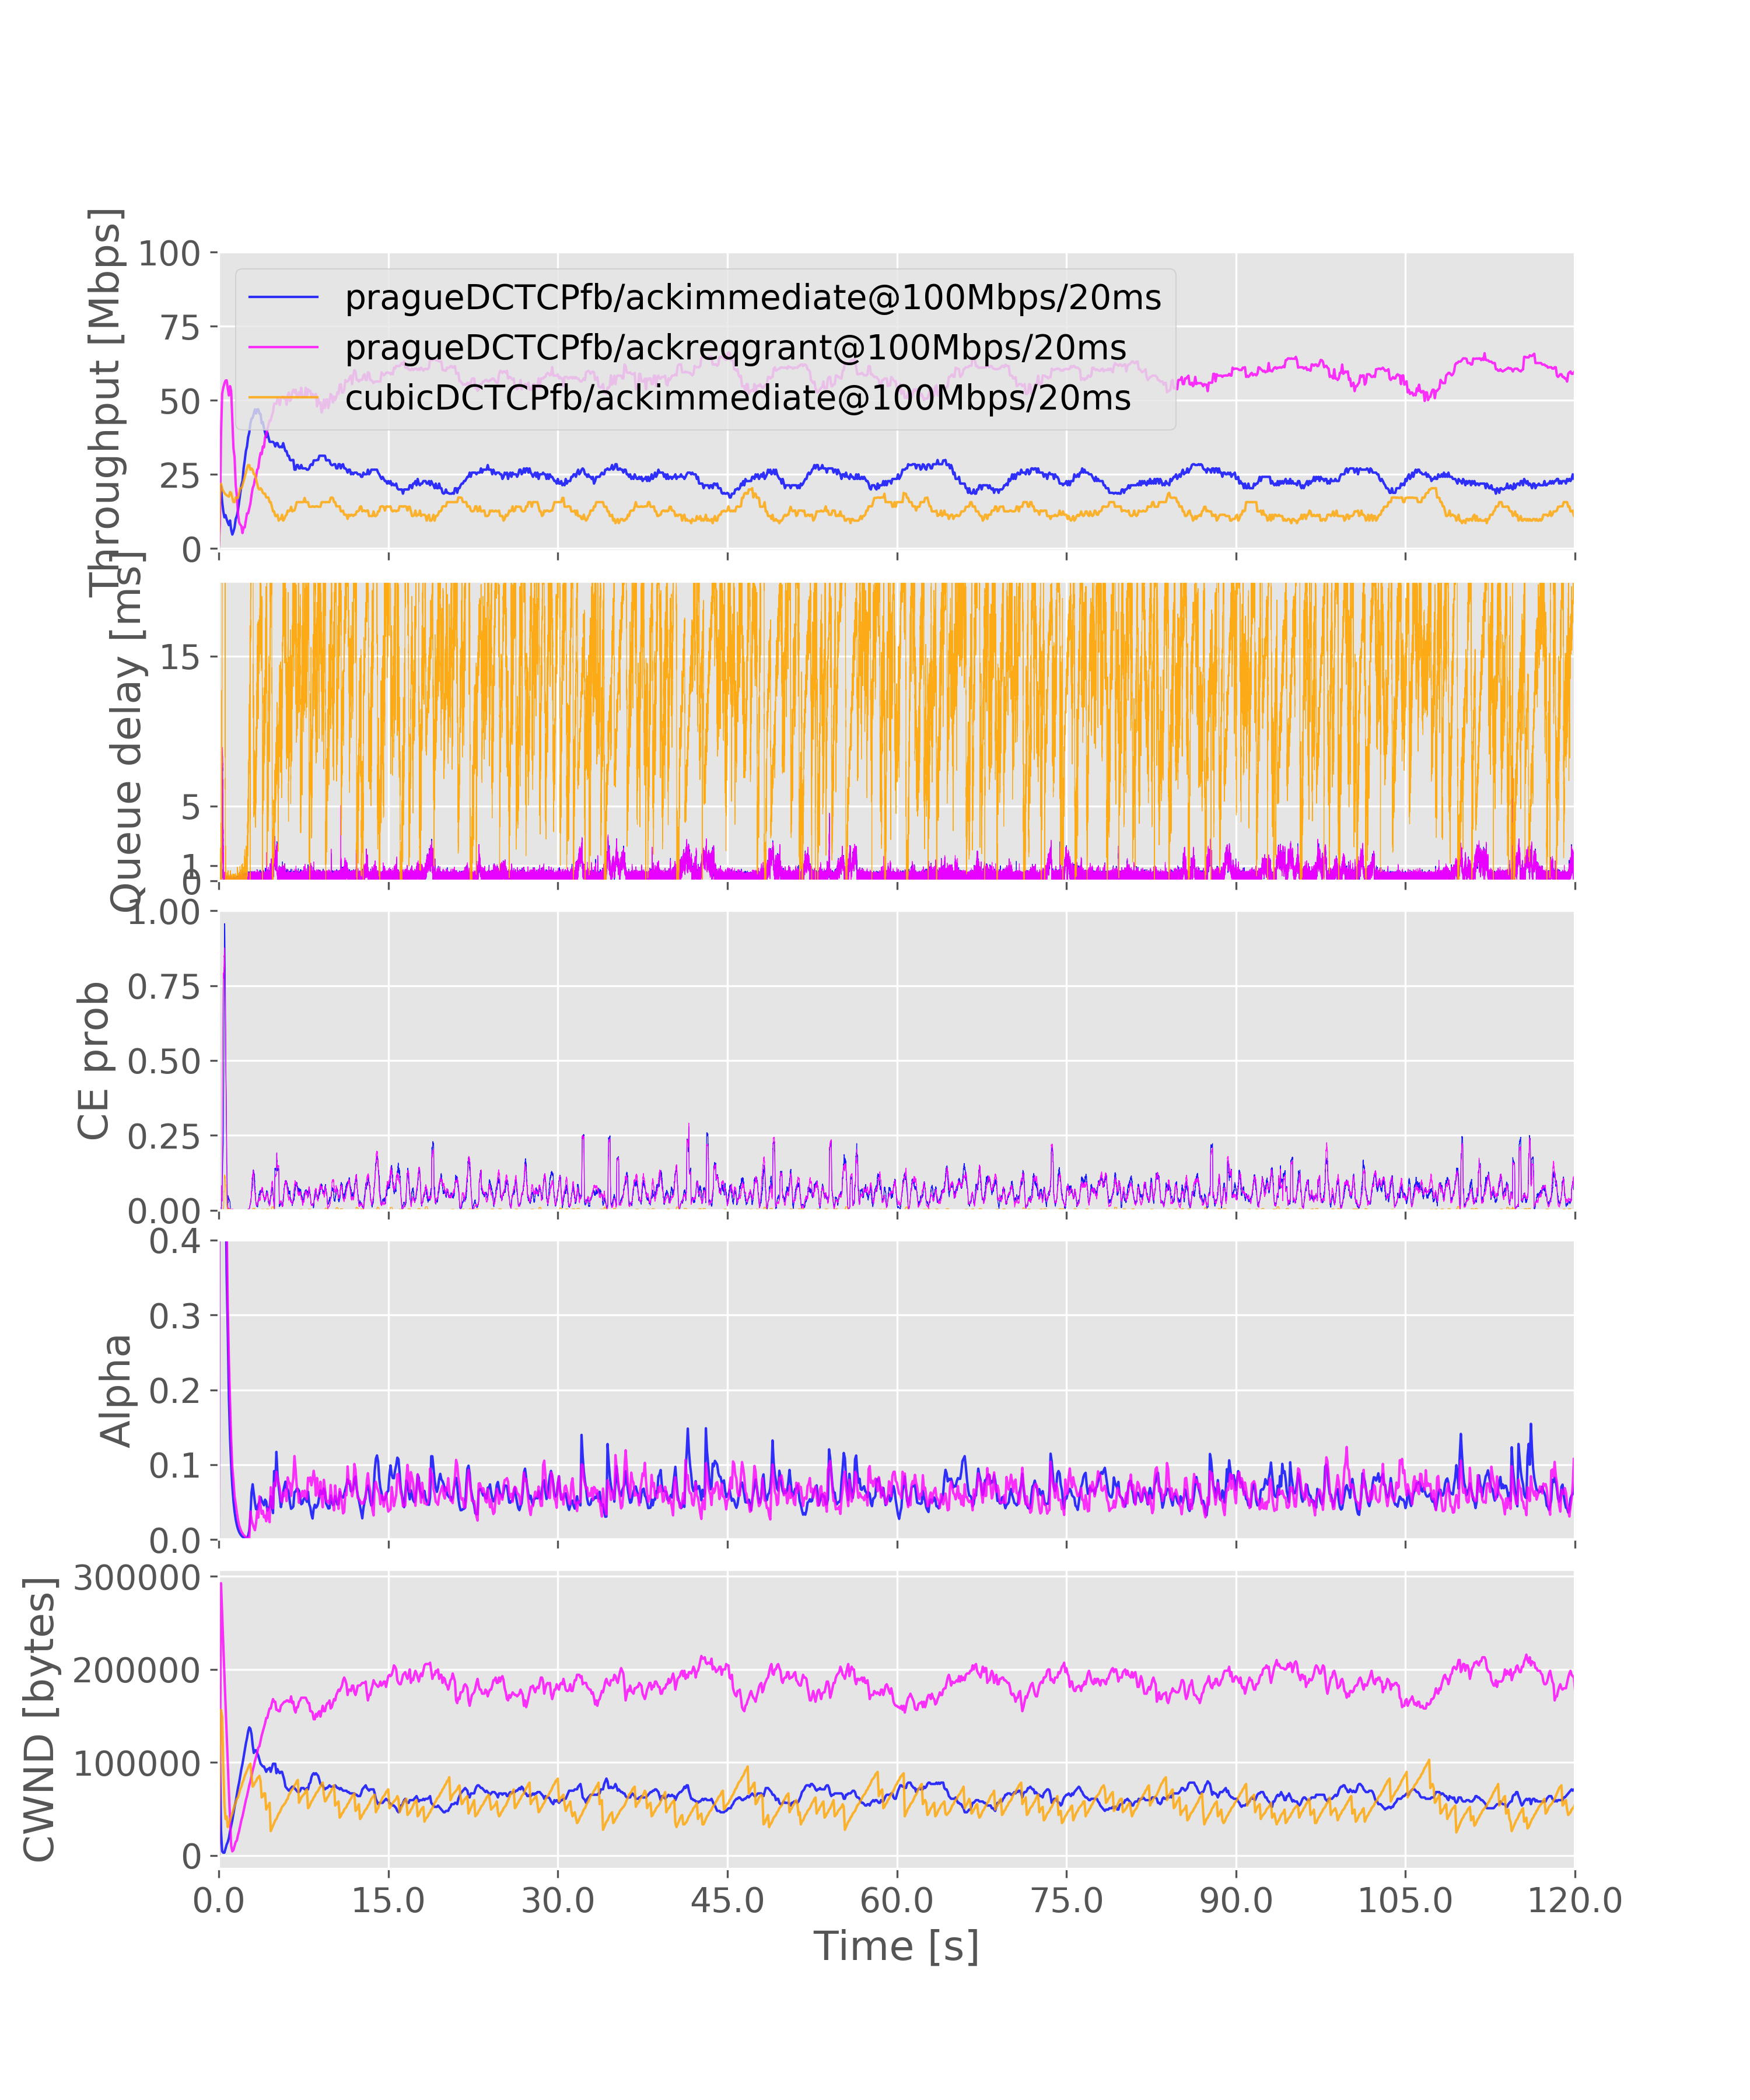 Throughput [Mbps]
100
75
50
25
0
pragueDCTCPfb/ackimmediate@100Mbps/20ms
pragueDCTCPfb/ackreqgrant@100Mbps/20ms
cubicDCTCPfb/ackimmediate@100Mbps/20ms
Queue delay [ms]
15
5
1
0
CE prob
1.00
0.75
0.50
0.25
0.00
Alpha
0.4
0.3
0.2
0.1
0.0
CWND [bytes]
300000
200000
100000
0
0.0 15.0 30.0 45.0 60.0 75.0 90.0 105.0 120.0
Time [s]